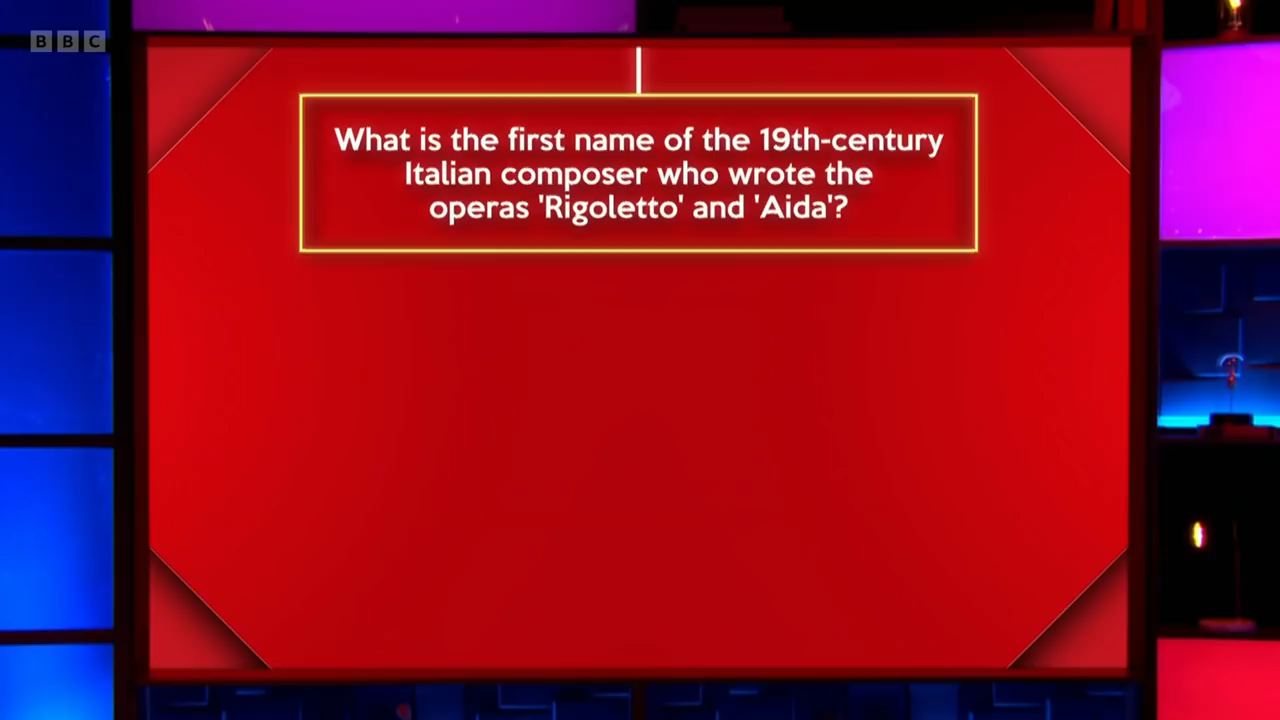 BBC
What is the first name of the 19th-century
Italian composer who wrote the
operas 'Rigoletto' and 'Aida'?